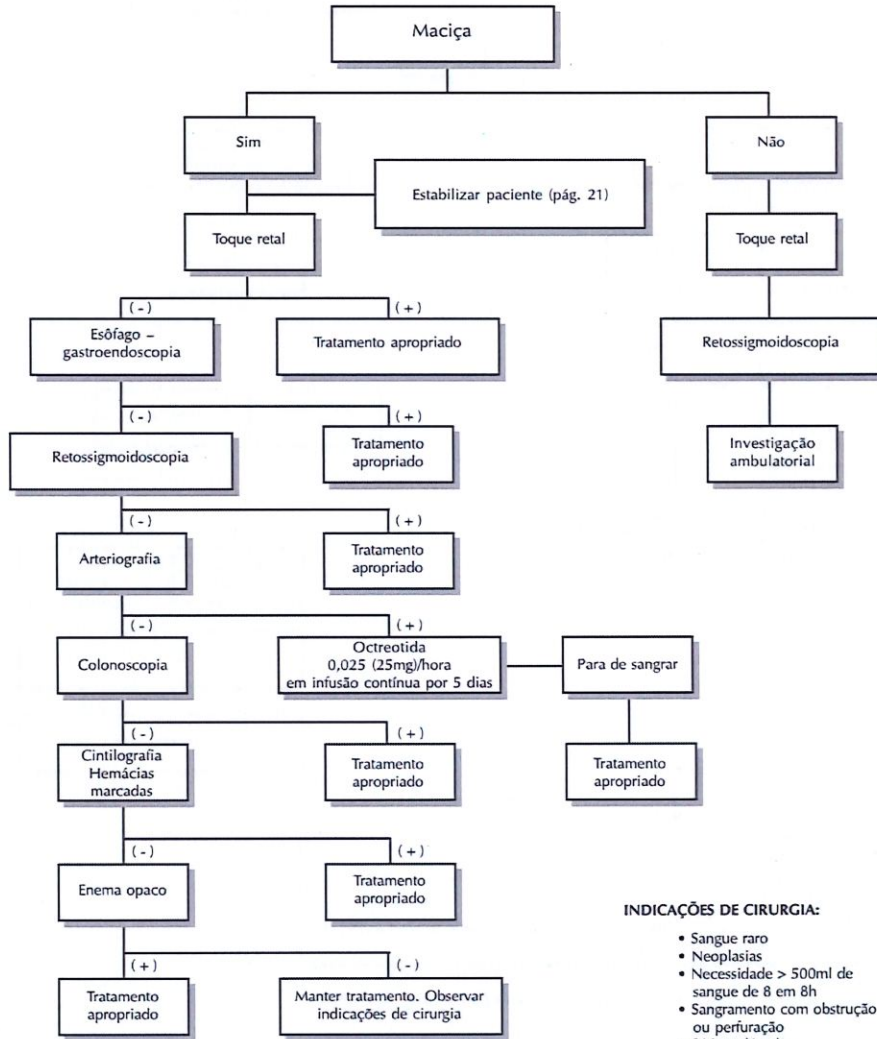 Maciça
Sim
Não
Estabilizar paciente (pág. 21)
Toque retal
Toque retal
(-)
(+)
Esôfago –
gastroendoscopia
Tratamento apropriado
Retossigmoidoscopia
(-)
(+)
Retossigmoidoscopia
Tratamento
apropriado
Investigação
ambulatorial
(-)
(+)
Arteriografia
Tratamento
apropriado
(-)
(+)
Colonoscopia
Octreotida
0,025 (25mg)/hora
em infusão contínua por 5 dias
Para de sangrar
(-)
(+)
Cintilografia
Hemácias
marcadas
Tratamento
apropriado
Tratamento
apropriado
(-)
(+)
Enema opaco
Tratamento
apropriado
(+)
(-)
Tratamento
apropriado
Manter tratamento. Observar
indicações de cirurgia
INDICAÇÕES DE CIRURGIA:
• Sangue raro
• Neoplasias
• Necessidade > 500ml de
sangue de 8 em 8h
• Sangramento com obstrução
ou perfuração